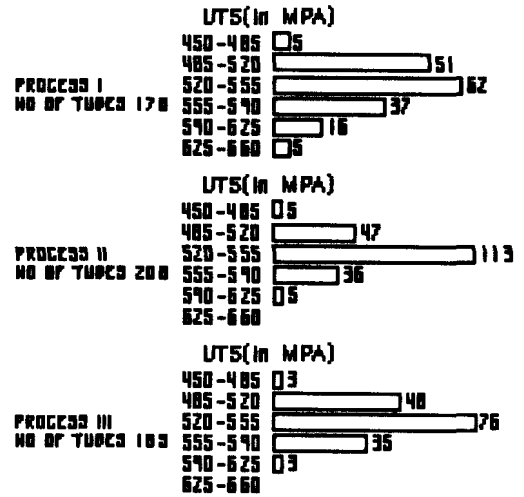 UTS(in MPA)
450-485 5
485-520 51
PROCESS I 520-555 62
NO OF TUBES 176 555-590 37
590-625 16
625-660 5
UTS(in MPA)
450-485 5
485-520 47
PROCESS II 520-555 113
NO OF TUBES 206 555-590 36
590-625 5
625-660
UTS(in MPA)
450-485 3
485-520 48
PROCESS III 520-555 76
NO OF TUBES 165 555-590 35
590-625 3
625-660